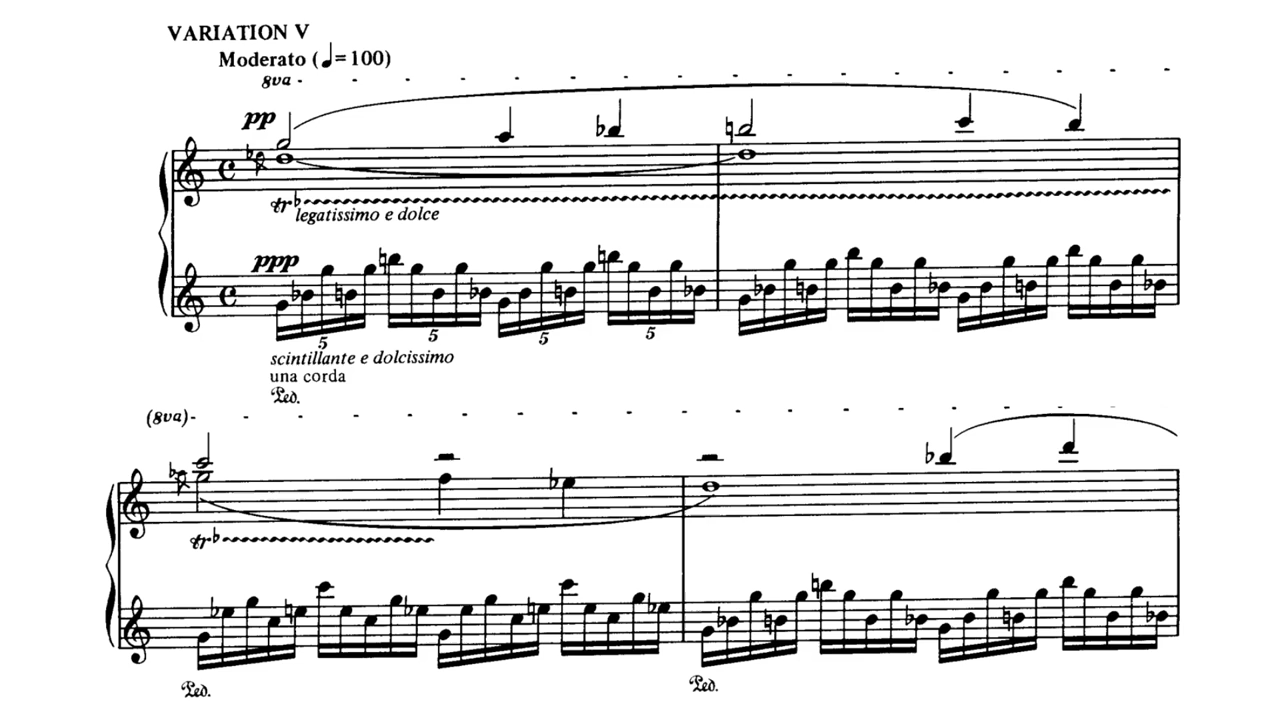 VARIATION V
Moderato (♩=100)
8va
pp
tr♭
legatissimo e dolce
ppp
5 5 5 5
scintillante e dolcissimo
una corda
Ped.
(8va)
tr♭
Ped. Ped.